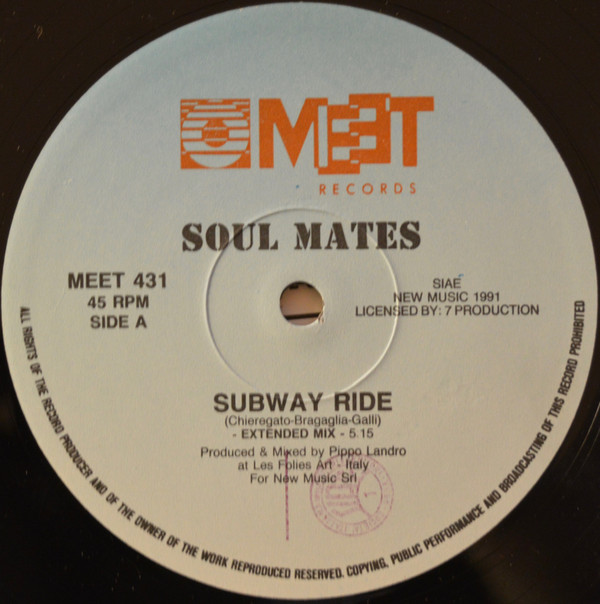 MEET
RECORDS
SOUL MATES
MEET 431
45 RPM
SIDE A
SIAE
NEW MUSIC 1991
LICENSED BY: 7 PRODUCTION
SUBWAY RIDE
(Chieregato-Bragaglia-Galli)
- EXTENDED MIX - 5.15
Produced & Mixed by Pippo Landro
at Les Folies Art - Italy
For New Music Srl
ALL RIGHTS OF THE RECORD PRODUCER AND OF THE OWNER OF THE WORK REPRODUCED RESERVED. COPYING, PUBLIC PERFORMANCE AND BROADCASTING OF THIS RECORD PROHIBITED